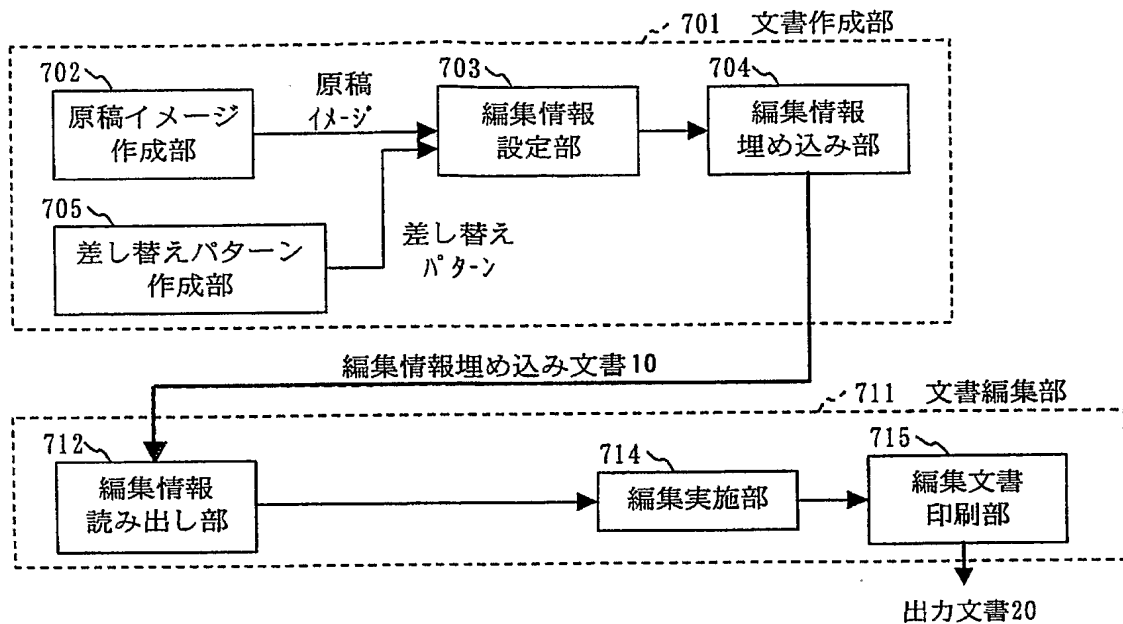 701 文書作成部
702
原稿イメージ
作成部
原稿
イメージ
703
編集情報
設定部
704
編集情報
埋め込み部
705
差し替えパターン
作成部
差し替え
パターン
編集情報埋め込み文書10
711 文書編集部
712
編集情報
読み出し部
714
編集実施部
715
編集文書
印刷部
出力文書20